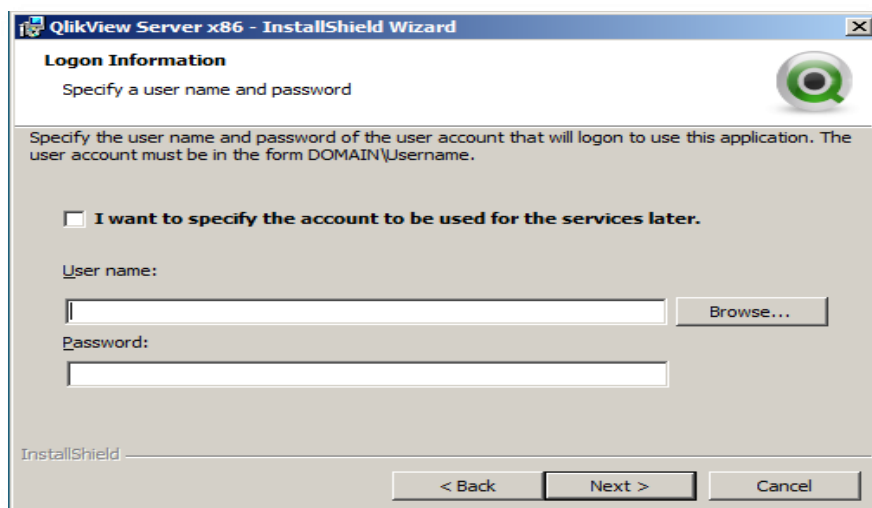 QlikView Server x86 - InstallShield Wizard
Logon Information
Specify a user name and password
Specify the user name and password of the user account that will logon to use this application. The
user account must be in the form DOMAIN\Username.
I want to specify the account to be used for the services later.
User name:
Browse...
Password:
InstallShield
< Back
Next >
Cancel